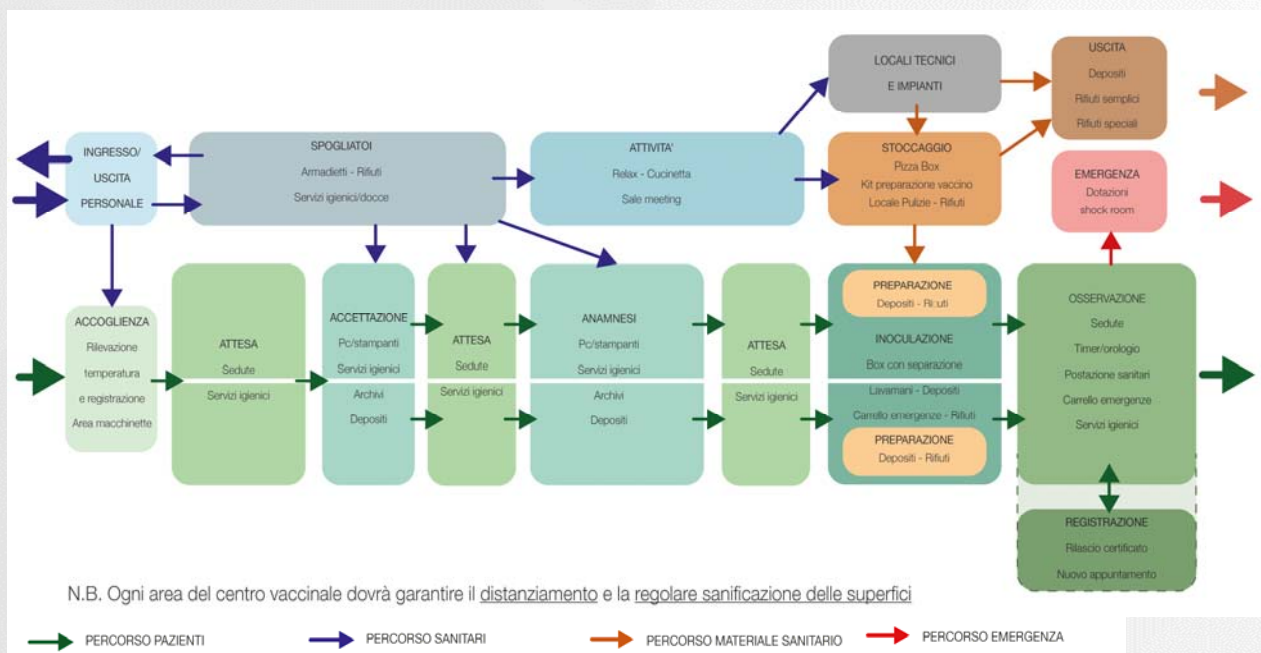 LOCALI TECNICI
E IMPIANTI
USCITA
Depositi
Rifiuti semplici
Rifiuti speciali
INGRESSO/
USCITA
PERSONALE
SPOGLIATOI
Armadietti - Rifiuti
Servizi igienici/docce
ATTIVITA'
Relax - Cucinetta
Sale meeting
STOCCAGGIO
Pizza Box
Kit preparazione vaccino
Locale Pulizie - Rifiuti
EMERGENZA
Dotazioni
shock room
ACCOGLIENZA
Rilevazione
temperatura
e registrazione
Area macchinette
ATTESA
Sedute
Servizi igienici
ACCETTAZIONE
Pc/stampanti
Servizi igienici
Archivi
Depositi
ATTESA
Sedute
Servizi igienici
ANAMNESI
Pc/stampanti
Servizi igienici
Archivi
Depositi
ATTESA
Sedute
Servizi igienici
PREPARAZIONE
Depositi - Ri::uti
INOCULAZIONE
Box con separazione
Lavamani - Depositi
Carrello emergenze - Rifiuti
PREPARAZIONE
Depositi - Rifiuti
OSSERVAZIONE
Sedute
Timer/orologio
Postazione sanitari
Carrello emergenze
Servizi igienici
REGISTRAZIONE
Rilascio certificato
Nuovo appuntamento
N.B. Ogni area del centro vaccinale dovrà garantire il distanziamento e la regolare sanificazione delle superfici
PERCORSO PAZIENTI
PERCORSO SANITARI
PERCORSO MATERIALE SANITARIO
PERCORSO EMERGENZA